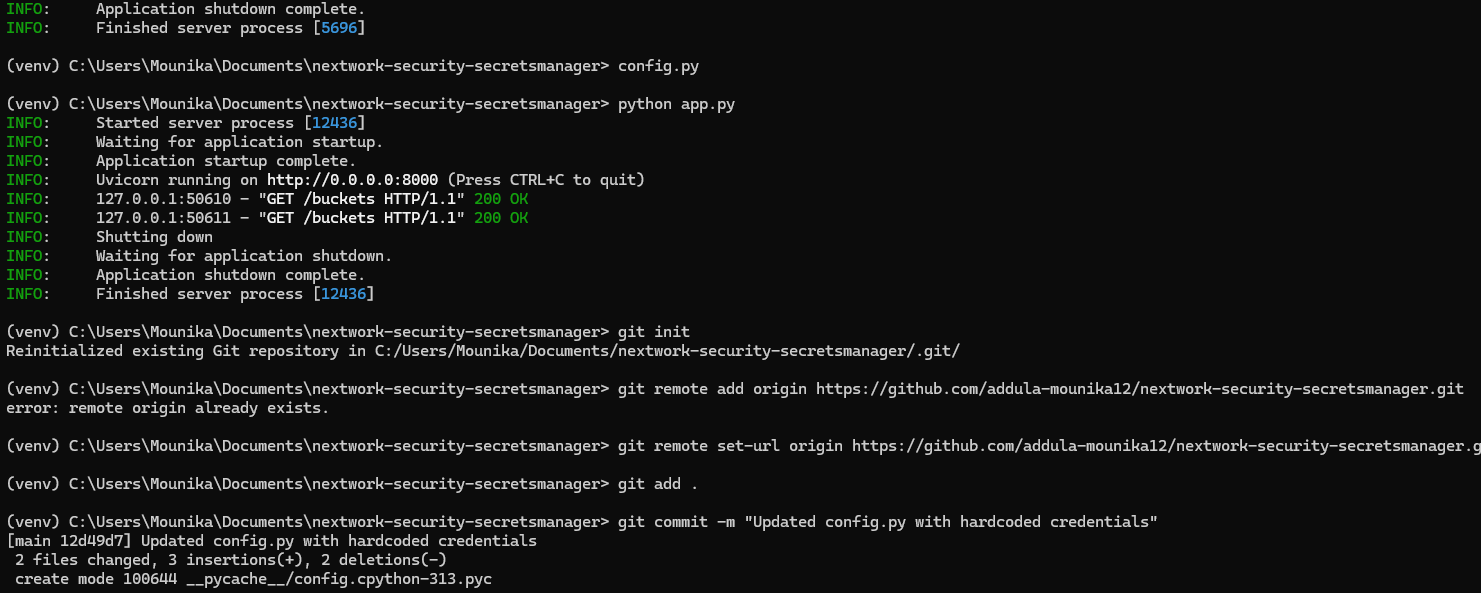 INFO:     Application shutdown complete.
INFO:     Finished server process [5696]
(venv) C:\Users\Mounika\Documents\nextwork-security-secretsmanager> config.py
(venv) C:\Users\Mounika\Documents\nextwork-security-secretsmanager> python app.py
INFO:     Started server process [12436]
INFO:     Waiting for application startup.
INFO:     Application startup complete.
INFO:     Uvicorn running on http://0.0.0.0:8000 (Press CTRL+C to quit)
INFO:     127.0.0.1:50610 - "GET /buckets HTTP/1.1" 200 OK
INFO:     127.0.0.1:50611 - "GET /buckets HTTP/1.1" 200 OK
INFO:     Shutting down
INFO:     Waiting for application shutdown.
INFO:     Application shutdown complete.
INFO:     Finished server process [12436]
(venv) C:\Users\Mounika\Documents\nextwork-security-secretsmanager> git init
Reinitialized existing Git repository in C:/Users/Mounika/Documents/nextwork-security-secretsmanager/.git/
(venv) C:\Users\Mounika\Documents\nextwork-security-secretsmanager> git remote add origin https://github.com/addula-mounika12/nextwork-security-secretsmanager.git
error: remote origin already exists.
(venv) C:\Users\Mounika\Documents\nextwork-security-secretsmanager> git remote set-url origin https://github.com/addula-mounika12/nextwork-security-secretsmanager.g
(venv) C:\Users\Mounika\Documents\nextwork-security-secretsmanager> git add .
(venv) C:\Users\Mounika\Documents\nextwork-security-secretsmanager> git commit -m "Updated config.py with hardcoded credentials"
[main 12d49d7] Updated config.py with hardcoded credentials
 2 files changed, 3 insertions(+), 2 deletions(-)
 create mode 100644 __pycache__/config.cpython-313.pyc